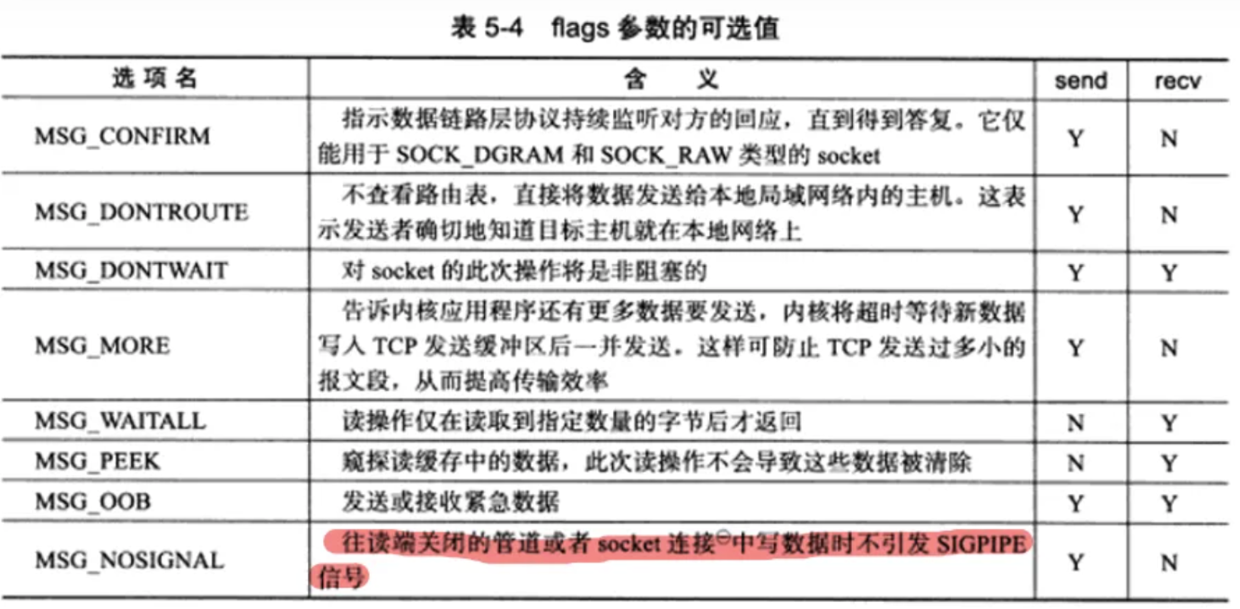 表 5-4 flags 参数的可选值
选项名 含 义 send recv
MSG_CONFIRM 指示数据链路层协议持续监听对方的回应，直到得到答复。它仅
能用于 SOCK_DGRAM 和 SOCK_RAW 类型的 socket Y N
MSG_DONTROUTE 不查看路由表，直接将数据发送给本地局域网络内的主机。这表
示发送者确切地知道目标主机就在本地网络上 Y N
MSG_DONTWAIT 对 socket 的此次操作将是非阻塞的 Y Y
告诉内核应用程序还有更多数据要发送，内核将超时等待新数据
MSG_MORE 写入 TCP 发送缓冲区后一并发送。这样可防止 TCP 发送过多小的 Y N
报文段，从而提高传输效率
MSG_WAITALL 读操作仅在读取到指定数量的字节后才返回 N Y
MSG_PEEK 窥探读缓存中的数据，此次读操作不会导致这些数据被清除 N Y
MSG_OOB 发送或接收紧急数据 Y Y
MSG_NOSIGNAL 往读端关闭的管道或者 socket 连接⊖中写数据时不引发 SIGPIPE
信号 Y N